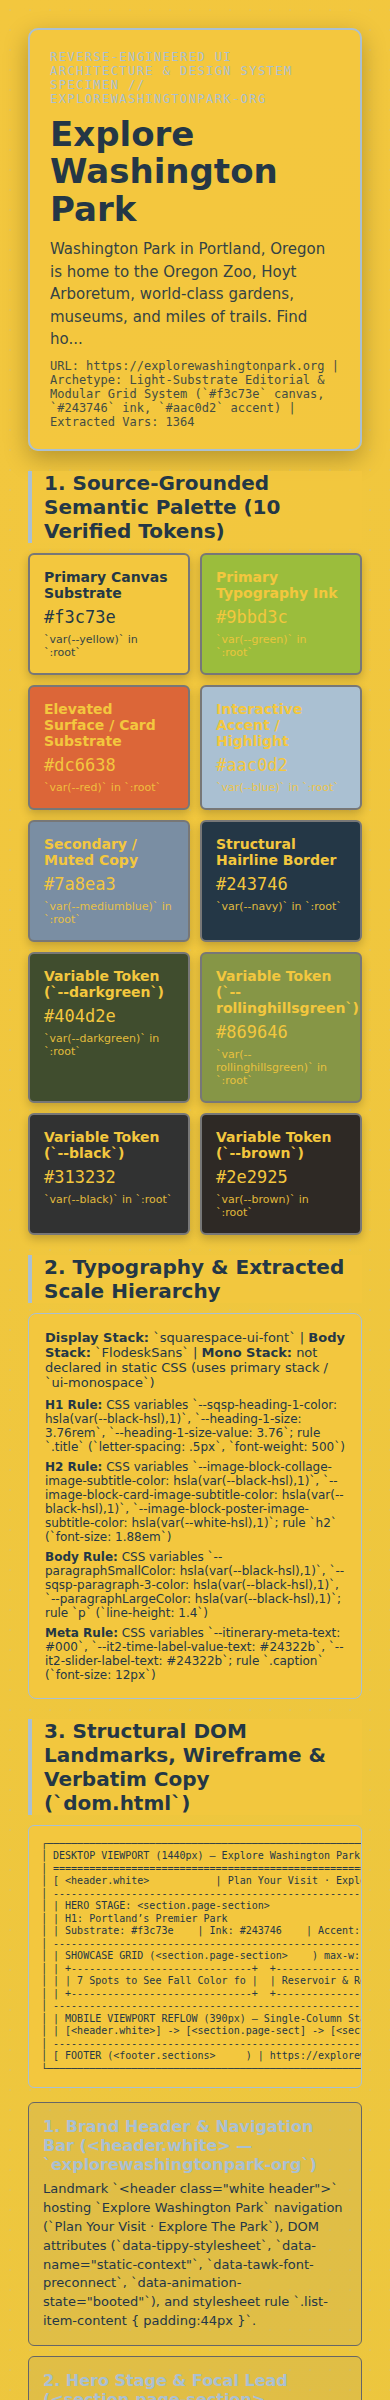 REVERSE-ENGINEERED UI
ARCHITECTURE & DESIGN SYSTEM
SPECIMEN //
EXPLOREWASHINGTONPARK-ORG
Explore
Washington
Park
Washington Park in Portland, Oregon
is home to the Oregon Zoo, Hoyt
Arboretum, world-class gardens,
museums, and miles of trails. Find
ho...
URL: https://explorewashingtonpark.org |
Archetype: Light-Substrate Editorial &
Modular Grid System (`#f3c73e` canvas,
`#243746` ink, `#aac0d2` accent) |
Extracted Vars: 1364
1. Source-Grounded
Semantic Palette (10
Verified Tokens)
Primary Canvas
Substrate
#f3c73e
`var(--yellow)` in
`:root`
Primary
Typography Ink
#9bbd3c
`var(--green)` in
`:root`
Elevated
Surface / Card
Substrate
#dc6638
`var(--red)` in `:root`
Interactive
Accent /
Highlight
#aac0d2
`var(--blue)` in `:root`
Secondary /
Muted Copy
#7a8ea3
`var(--mediumblue)` in
`:root`
Structural
Hairline Border
#243746
`var(--navy)` in `:root`
Variable Token
(`--darkgreen`)
#404d2e
`var(--darkgreen)` in
`:root`
Variable Token
(`--
rollinghillsgreen`)
#869646
`var(--
rollinghillsgreen)` in
`:root`
Variable Token
(`--black`)
#313232
`var(--black)` in `:root`
Variable Token
(`--brown`)
#2e2925
`var(--brown)` in
`:root`
2. Typography & Extracted
Scale Hierarchy
Display Stack: `squarespace-ui-font` | Body
Stack: `FlodeskSans` | Mono Stack: not
declared in static CSS (uses primary stack /
`ui-monospace`)
H1 Rule: CSS variables `--sqsp-heading-1-color:
hsla(var(--black-hsl),1)`, `--heading-1-size:
3.76rem`, `--heading-1-size-value: 3.76`; rule
`.title` (`letter-spacing: .5px`, `font-weight: 500`)
H2 Rule: CSS variables `--image-block-collage-
image-subtitle-color: hsla(var(--black-hsl),1)`, `--
image-block-card-image-subtitle-color: hsla(var(--
black-hsl),1)`, `--image-block-poster-image-
subtitle-color: hsla(var(--white-hsl),1)`; rule `h2`
(`font-size: 1.88em`)
Body Rule: CSS variables `--
paragraphSmallColor: hsla(var(--black-hsl),1)`, `--
sqsp-paragraph-3-color: hsla(var(--black-hsl),1)`,
`--paragraphLargeColor: hsla(var(--black-hsl),1)`;
rule `p` (`line-height: 1.4`)
Meta Rule: CSS variables `--itinerary-meta-text:
#000`, `--it2-time-label-value-text: #24322b`, `--
it2-slider-label-text: #24322b`; rule `.caption`
(`font-size: 12px`)
3. Structural DOM
Landmarks, Wireframe &
Verbatim Copy
(`dom.html`)
DESKTOP VIEWPORT (1440px) — Explore Washington Park
[ <header.white> | Plan Your Visit · Expl
| HERO STAGE: <section.page-section>
| H1: Portland's Premier Park
| Substrate: #f3c73e | Ink: #243746 | Accent:
| SHOWCASE GRID (<section.page-section> ) max-w:
| +------------------------------+ +---------------
| | 7 Spots to See Fall Color fo | | Reservoir & R
| +------------------------------+ +---------------
| MOBILE VIEWPORT REFLOW (390px) — Single-Column St
| [<header.white>] -> [<section.page-sect] -> [<sec
[ FOOTER (<footer.sections> ) | https://explorew
1. Brand Header & Navigation
Bar (<header.white> —
`explorewashingtonpark-org`)
Landmark `<header class="white header">`
hosting `Explore Washington Park` navigation
(`Plan Your Visit · Explore The Park`), DOM
attributes (`data-tippy-stylesheet`, `data-
name="static-context"`, `data-tawk-font-
preconnect`, `data-animation-
state="booted"`), and stylesheet rule `.list-
item-content { padding:44px }`.
2. Hero Stage & Focal Lead
(<section.page-section>